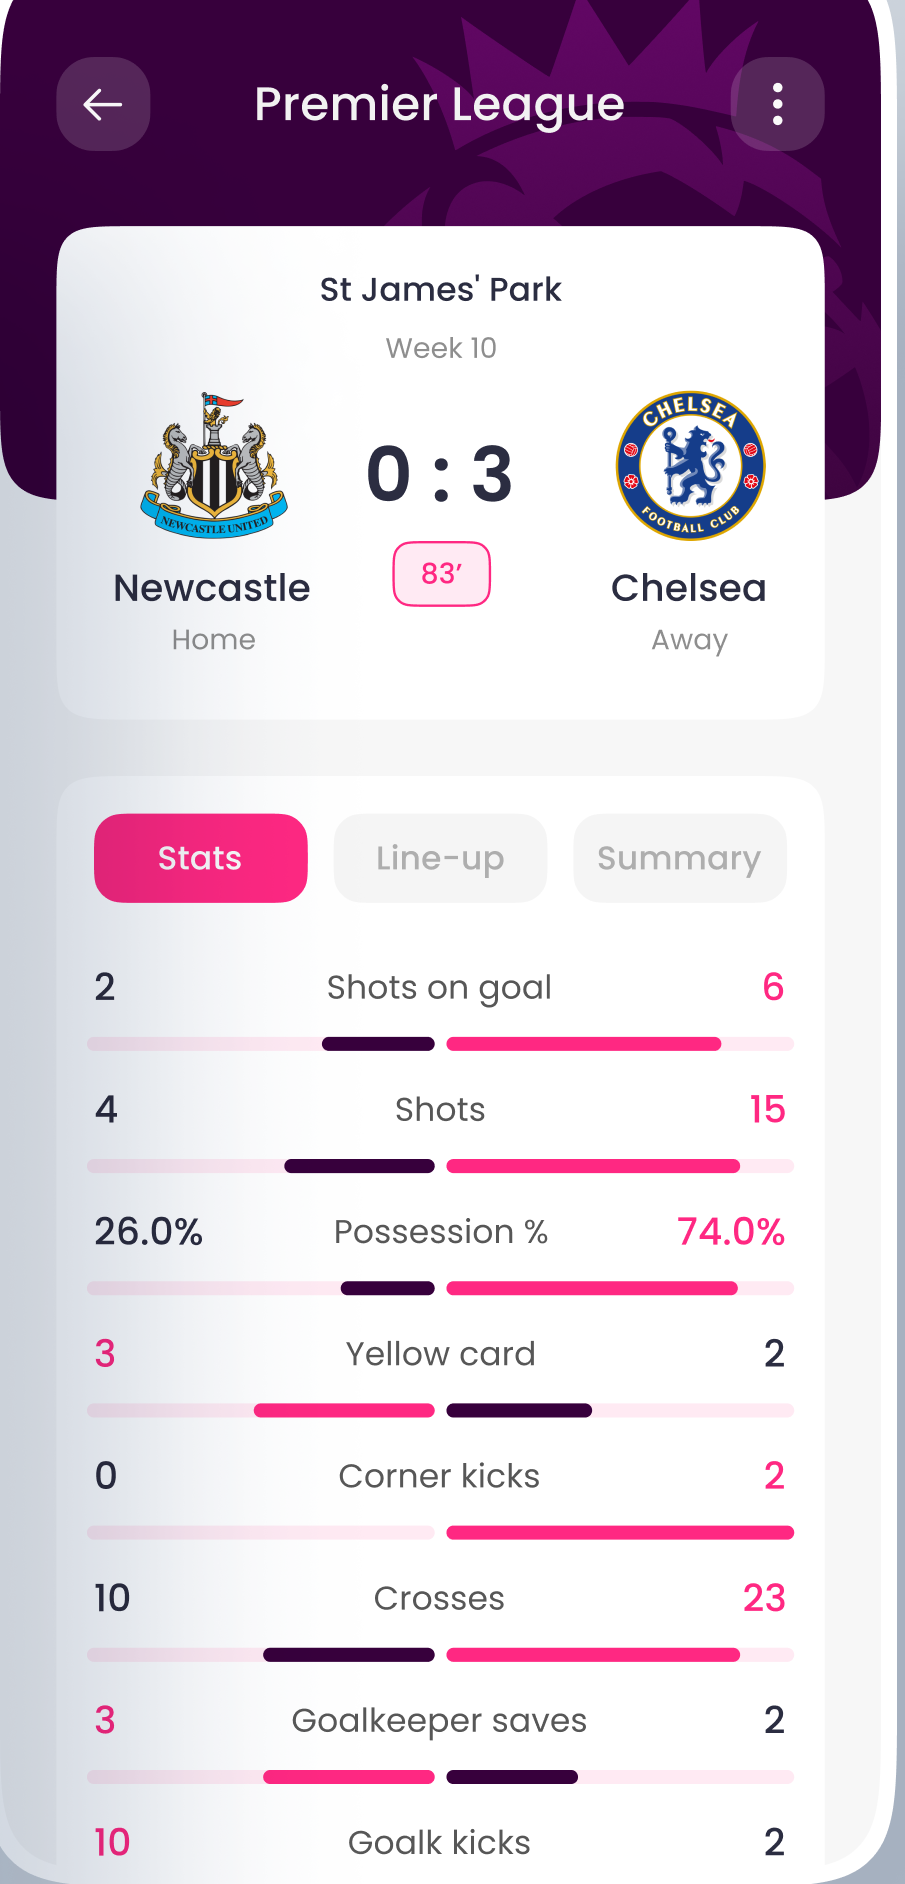 Premier League
St James' Park
Week 10
NEWCASTLE UNITED
0 : 3
CHELSEA
FOOTBALL CLUB
83’
Newcastle
Chelsea
Home
Away
Stats Line-up Summary
2 Shots on goal 6
4 Shots 15
26.0% Possession % 74.0%
3 Yellow card 2
0 Corner kicks 2
10 Crosses 23
3 Goalkeeper saves 2
10 Goalk kicks 2